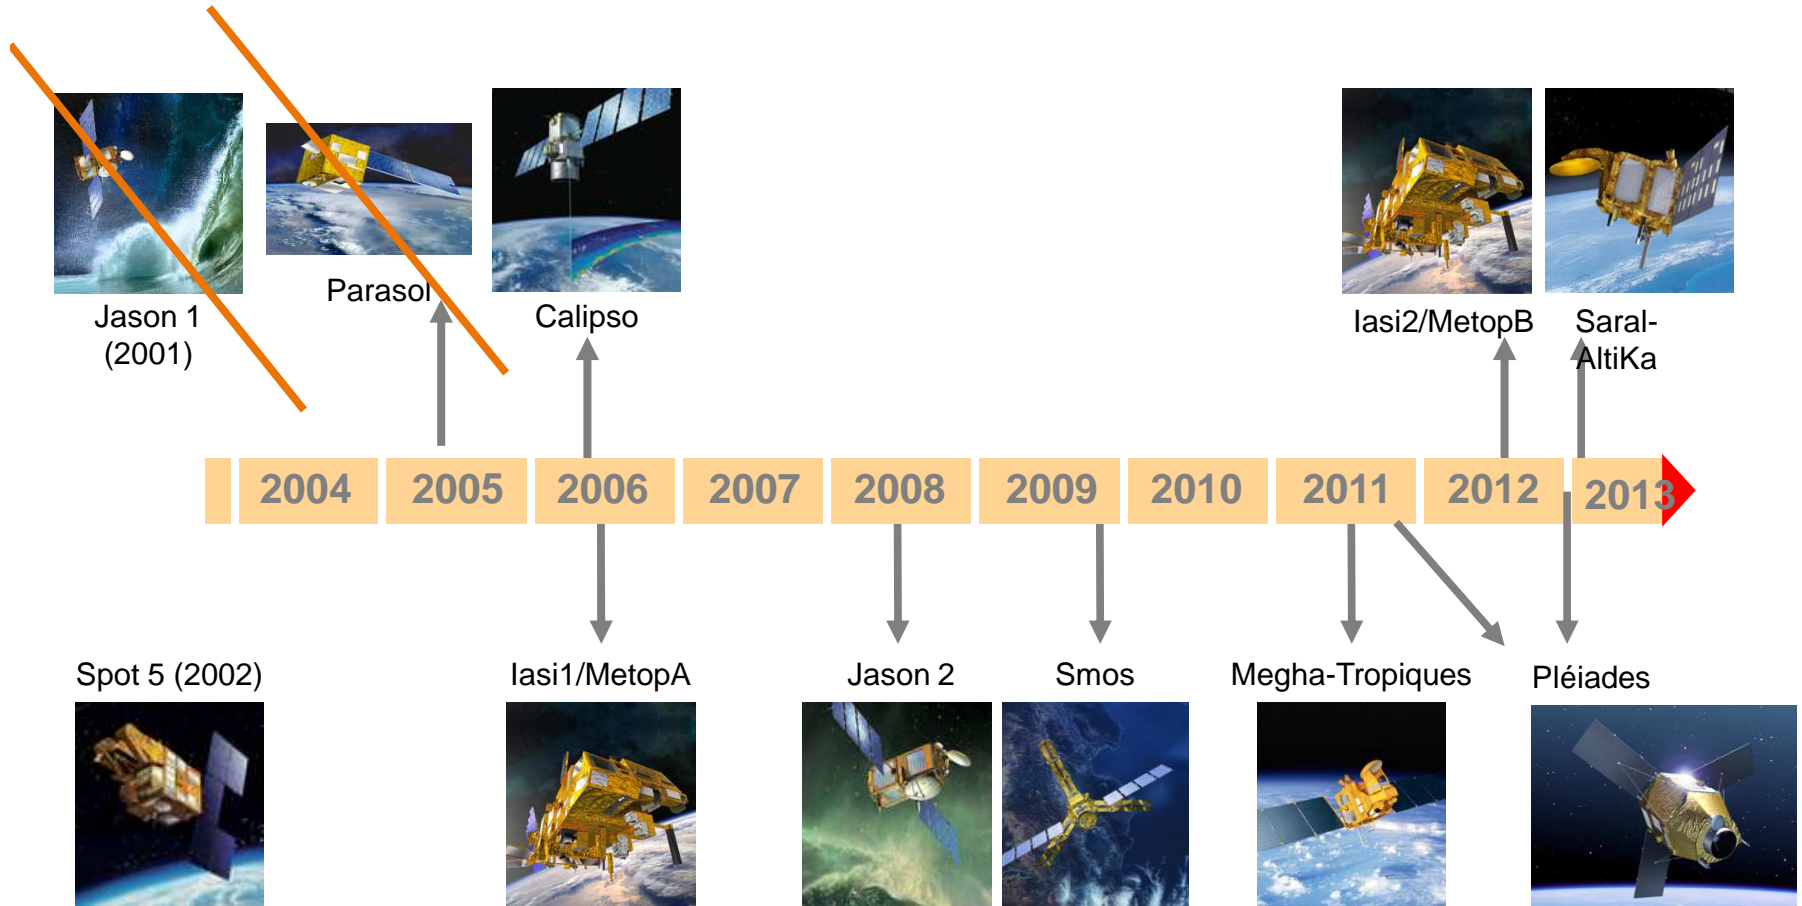 Jason 1
(2001)
Parasol
Calipso
Iasi2/MetopB
Saral-
AltiKa
2004
2005
2006
2007
2008
2009
2010
2011
2012
2013
Spot 5 (2002)
Iasi1/MetopA
Jason 2
Smos
Megha-Tropiques
Pléiades